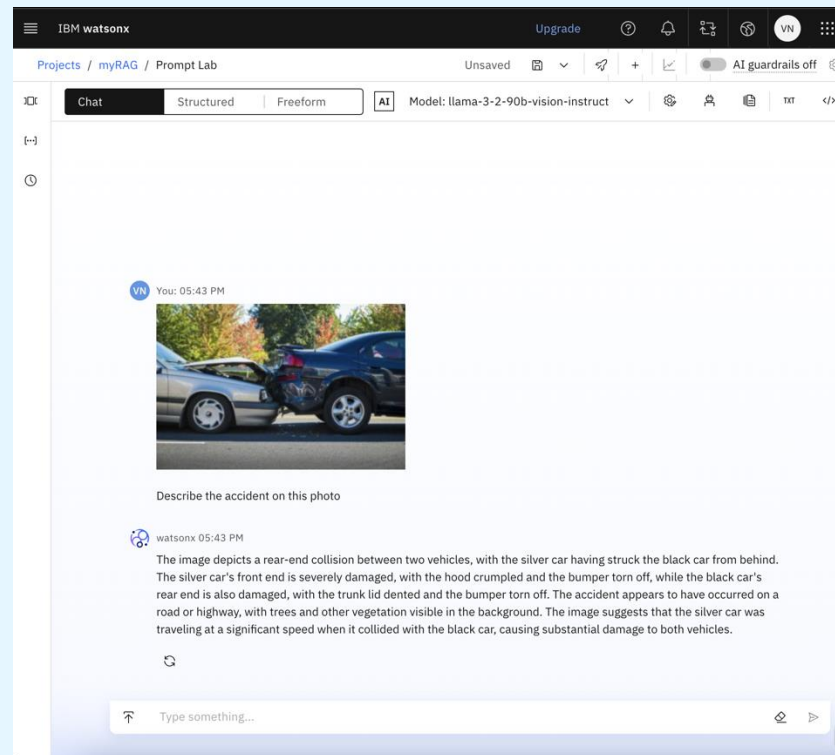 IBM watsonx
Upgrade
VN
Projects / myRAG / Prompt Lab
Unsaved
AI guardrails off
Chat
Structured
Freeform
AI
Model: llama-3-2-90b-vision-instruct
TXT
</>
VN
You: 05:43 PM
Describe the accident on this photo
watsonx 05:43 PM
The image depicts a rear-end collision between two vehicles, with the silver car having struck the black car from behind.
The silver car's front end is severely damaged, with the hood crumpled and the bumper torn off, while the black car's
rear end is also damaged, with the trunk lid dented and the bumper torn off. The accident appears to have occurred on a
road or highway, with trees and other vegetation visible in the background. The image suggests that the silver car was
traveling at a significant speed when it collided with the black car, causing substantial damage to both vehicles.
Type something...